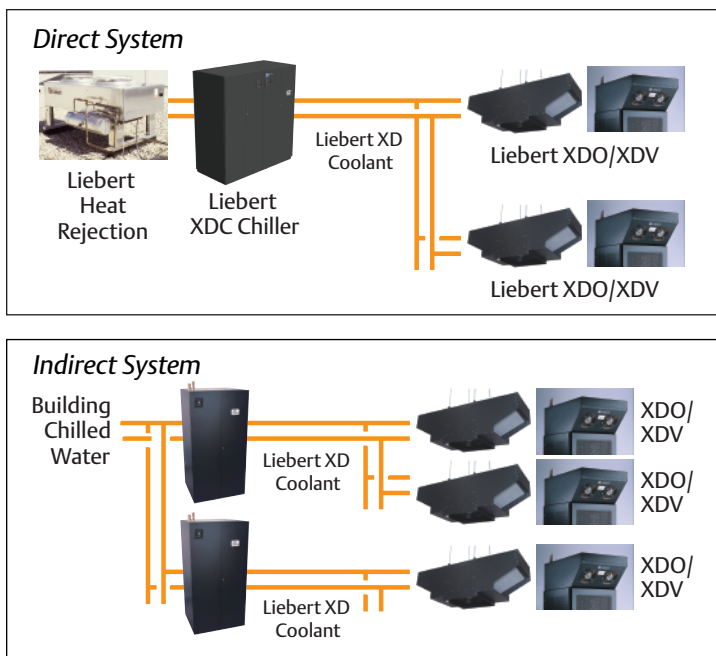 Direct System
Liebert XD
Coolant
Liebert XDO/XDV
Liebert
Heat
Rejection
Liebert
XDC Chiller
Liebert XDO/XDV
Indirect System
Building
Chilled
Water
Liebert XD
Coolant
XDO/
XDV
XDO/
XDV
Liebert XD
Coolant
XDO/
XDV